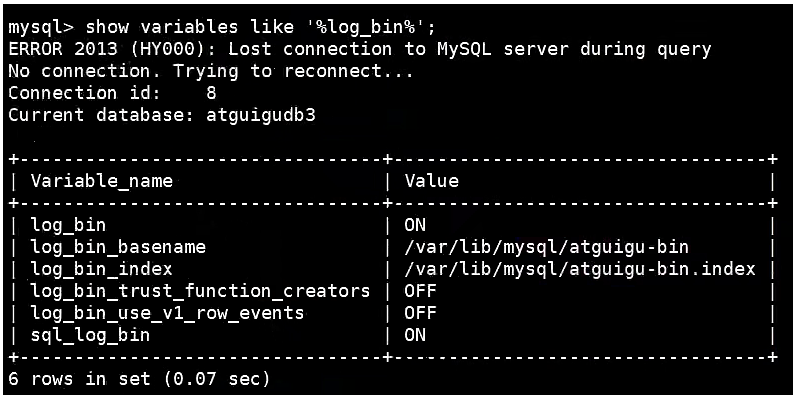 mysql> show variables like '%log_bin%';
ERROR 2013 (HY000): Lost connection to MySQL server during query
No connection. Trying to reconnect...
Connection id:    8
Current database: atguigudb3
+---------------------------------+----------------------------------+
| Variable_name                   | Value                            |
+---------------------------------+----------------------------------+
| log_bin                         | ON                               |
| log_bin_basename                | /var/lib/mysql/atguigu-bin       |
| log_bin_index                   | /var/lib/mysql/atguigu-bin.index |
| log_bin_trust_function_creators | OFF                              |
| log_bin_use_v1_row_events       | OFF                              |
| sql_log_bin                     | ON                               |
+---------------------------------+----------------------------------+
6 rows in set (0.07 sec)